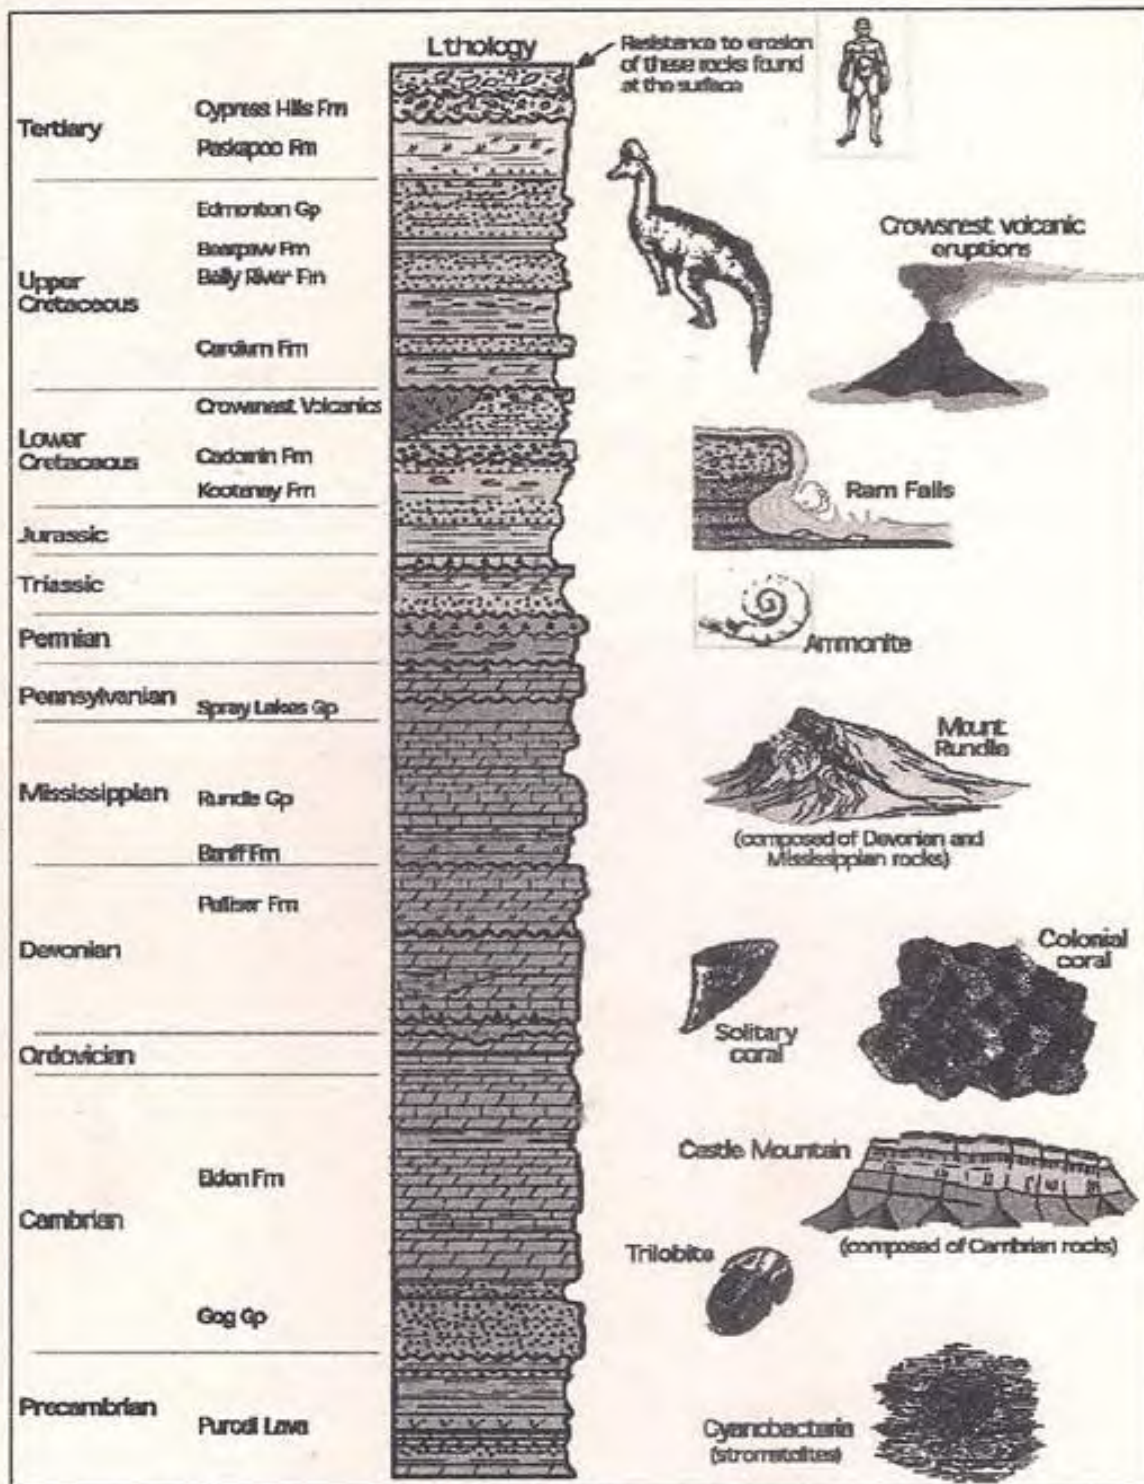 Lithology
Resistance to erosion
of these rocks found
at the surface
Tertiary
Cypress Hills Fm
Paskapoo Fm
Upper
Cretaceous
Edmonton Gp
Bearpaw Fm
Belly River Fm
Cardium Fm
Crowsnest volcanic
eruptions
Lower
Cretaceous
Crowsnest Volcanics
Cadomin Fm
Kootenay Fm
Ram Falls
Jurassic
Triassic
Permian
Ammonite
Pennsylvanian
Spray Lakes Gp
Mount
Rundle
(composed of Devonian and
Mississippian rocks)
Mississippian
Rundle Gp
Banff Fm
Devonian
Palliser Fm
Colonial
coral
Solitary
coral
Ordovician
Castle Mountain
(composed of Cambrian rocks)
Cambrian
Eldon Fm
Gog Gp
Trilobite
Precambrian
Purcell Lava
Cyanobacteria
(stromatolites)